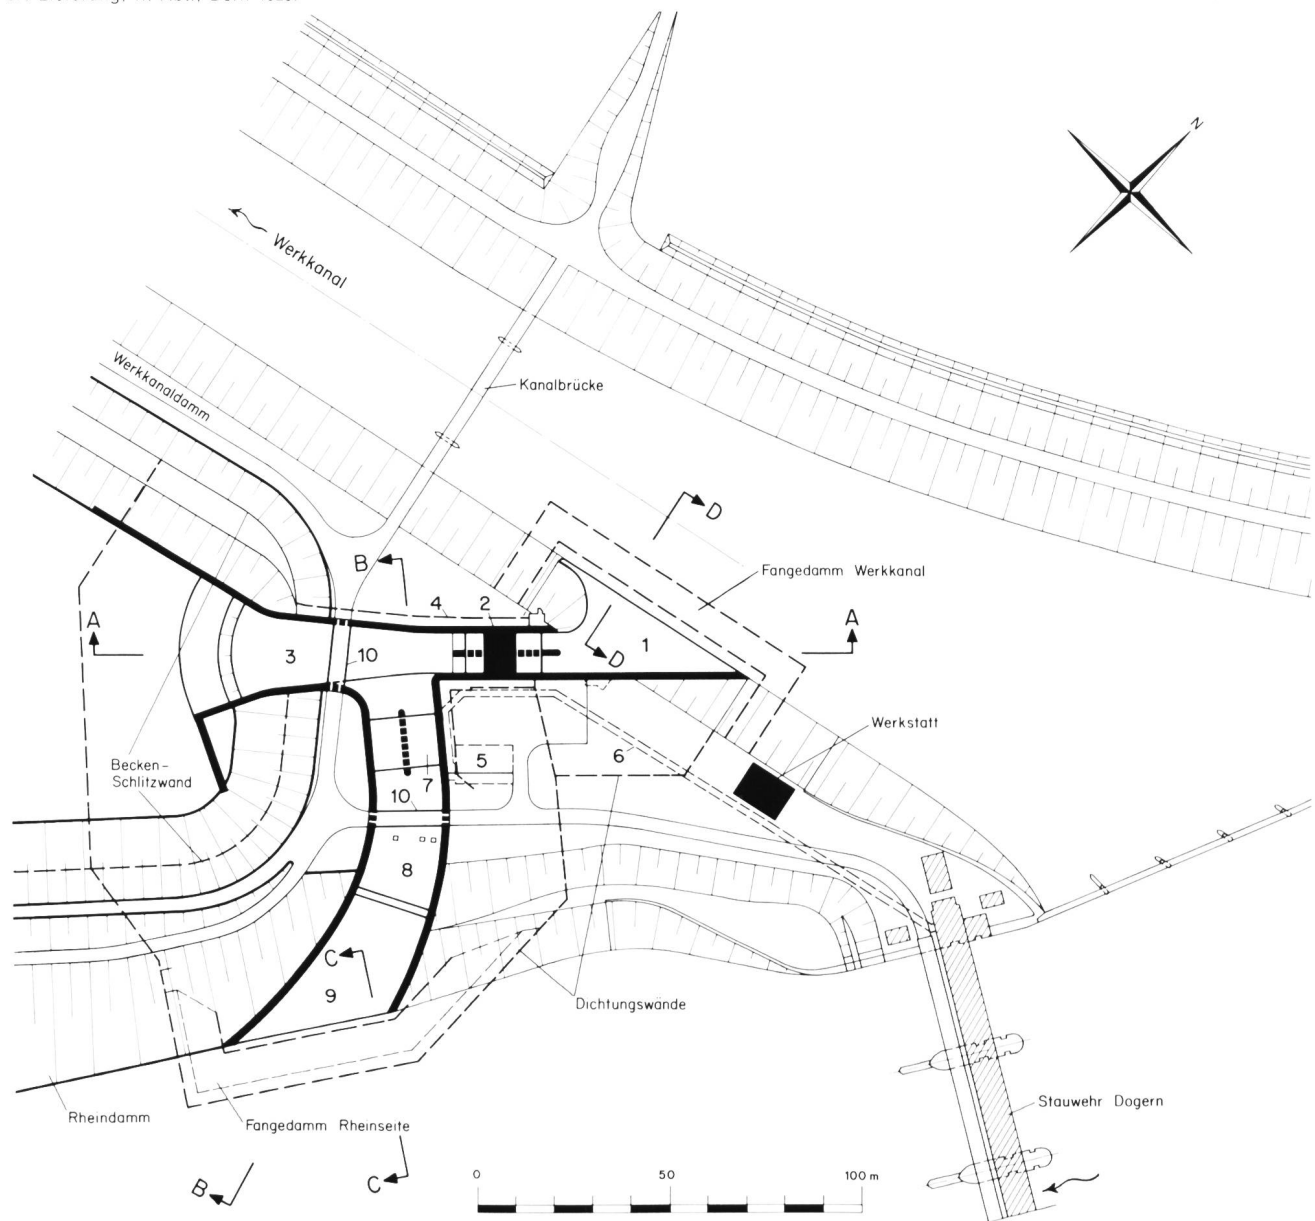 N
Werkkanal
Werkkanaldamm
Kanalbrücke
D
Fangedamm Werkkanal
B
A
4
2
1
A
D
3
10
Werkstatt
Becken-
Schlitzwand
5
6
7
10
8
C
9
Dichtungswände
Rheindamm
Fangedamm Rheinseite
Stauwehr Dogern
B
C
0 50 100 m